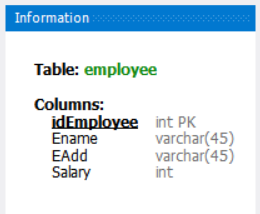 Information
Table: employee
Columns:
idEmployee int PK
Ename varchar(45)
EAdd varchar(45)
Salary int